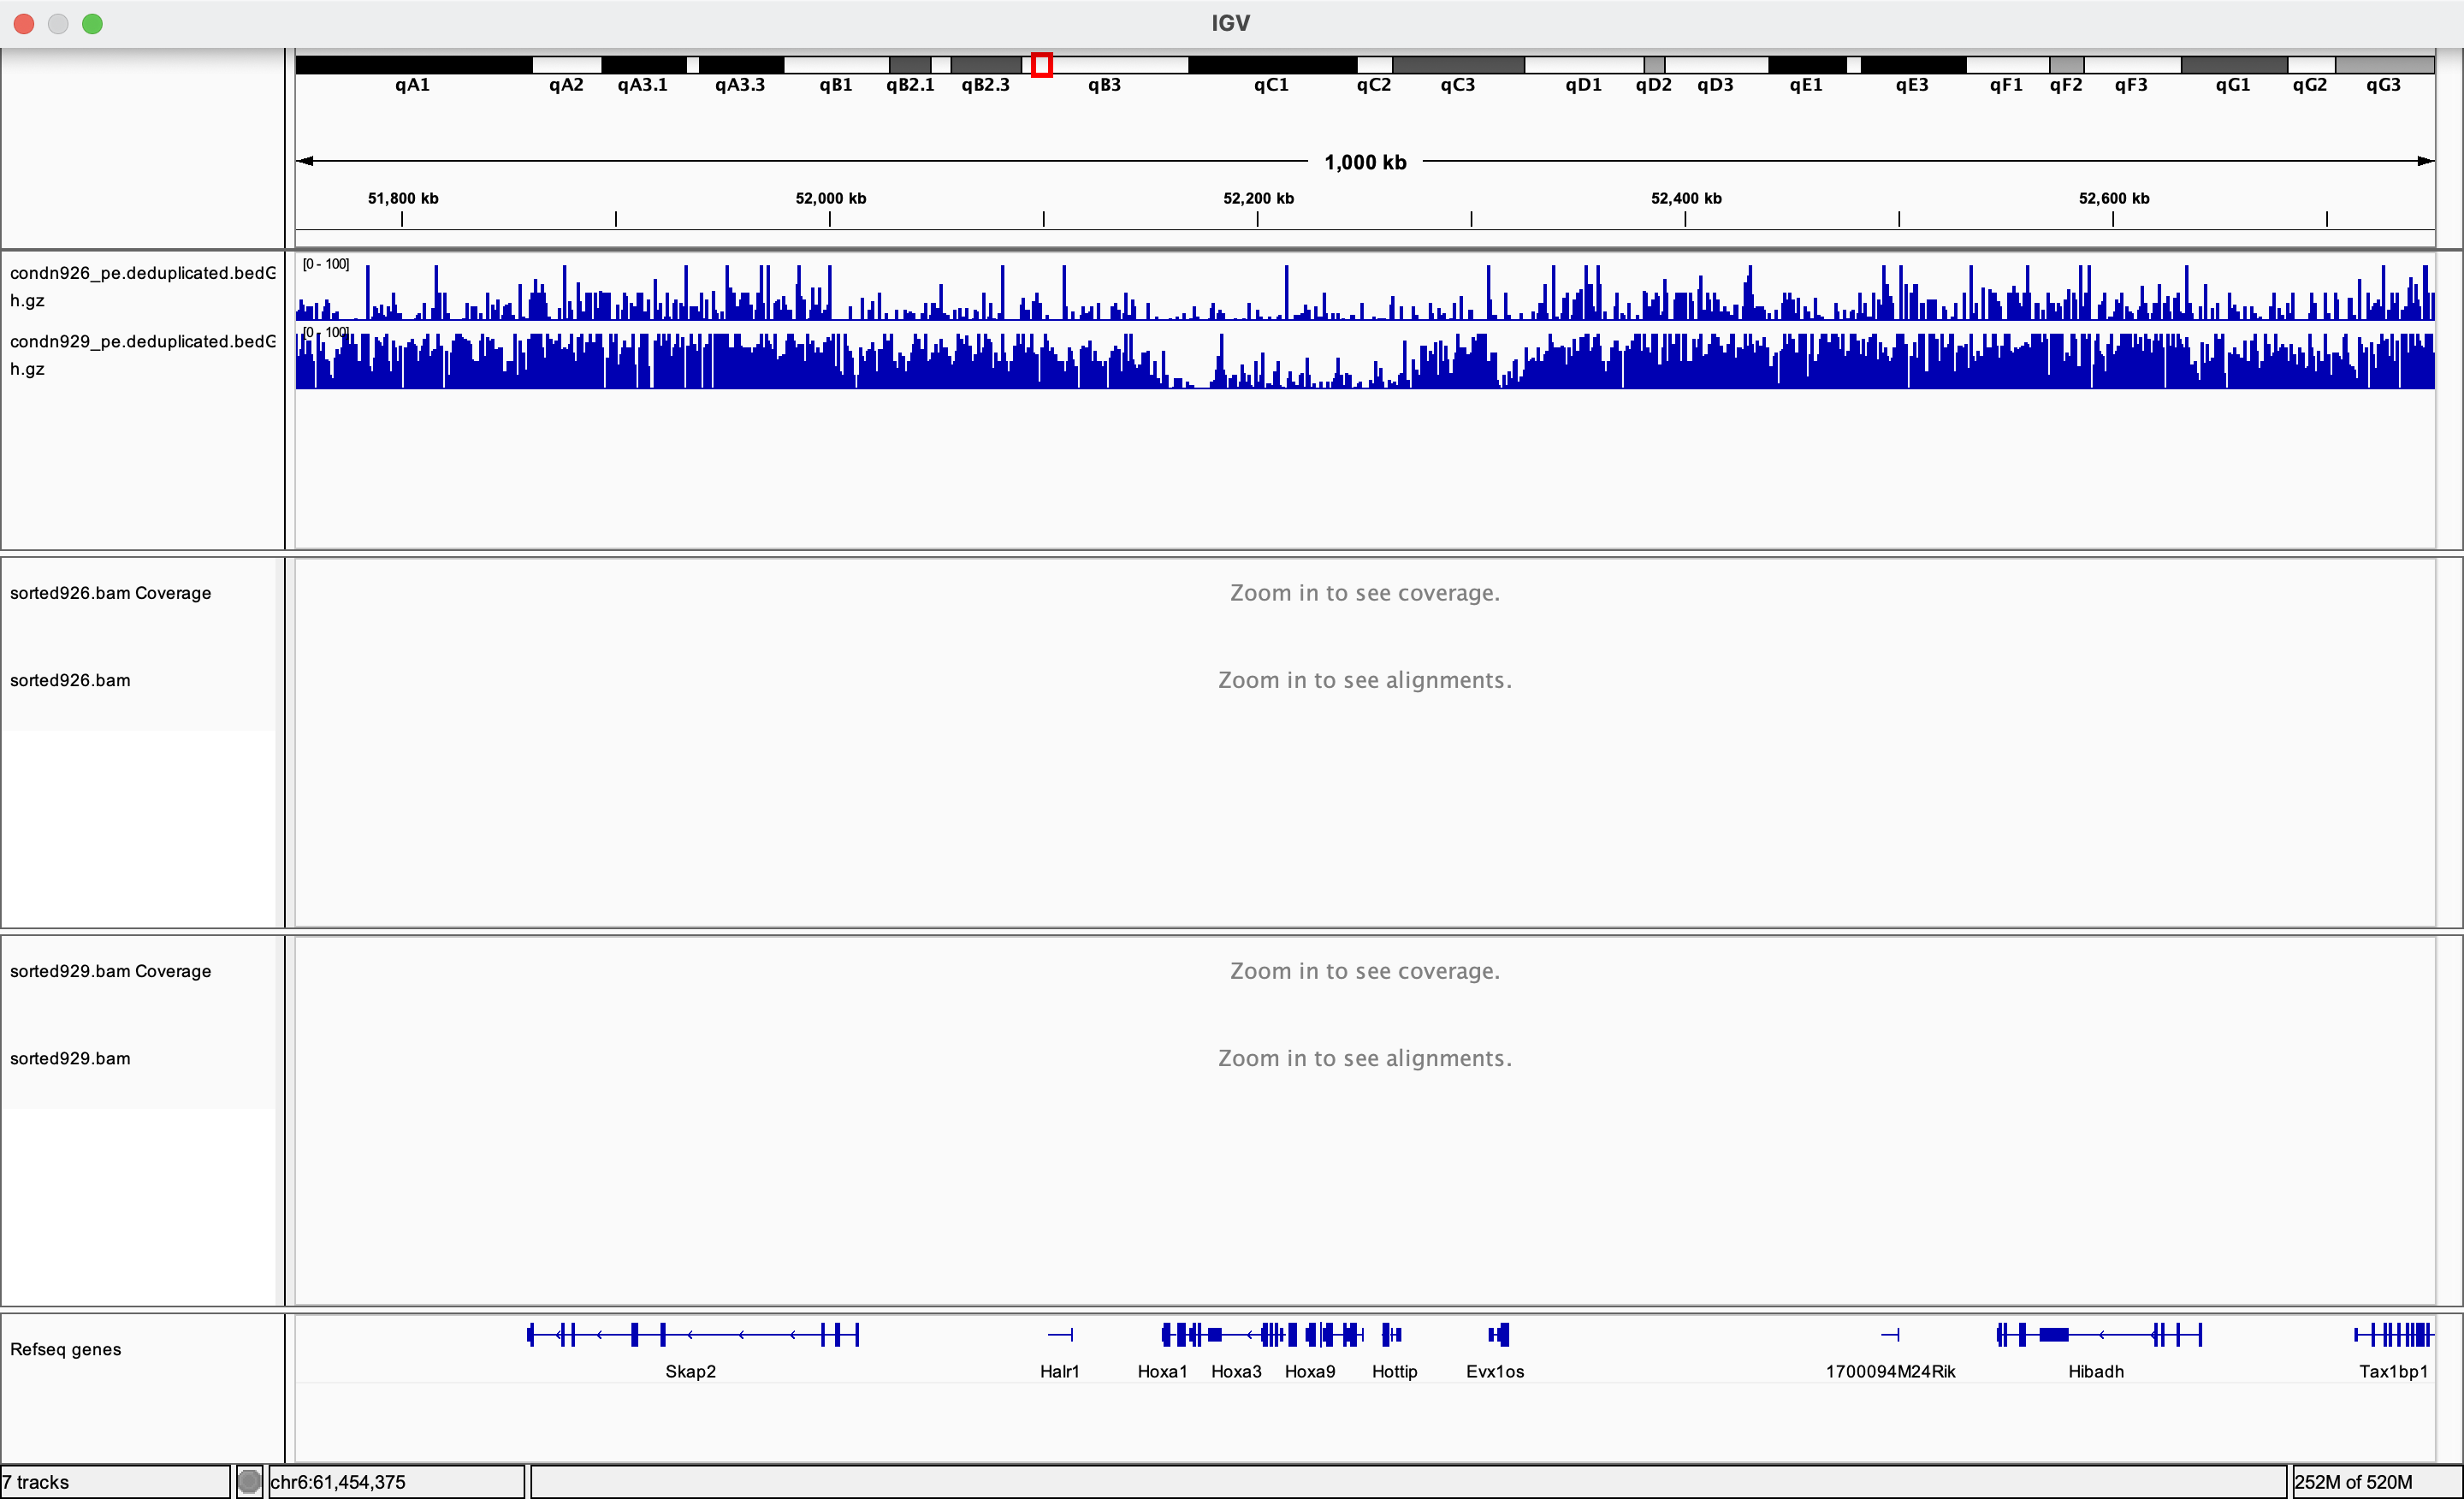 IGV
qA1 qA2 qA3.1 qA3.3 qB1 qB2.1 qB2.3 qB3 qC1 qC2 qC3 qD1 qD2 qD3 qE1 qE3 qF1 qF2 qF3 qG1 qG2 qG3
1,000 kb
51,800 kb 52,000 kb 52,200 kb 52,400 kb 52,600 kb
condn926_pe.deduplicated.bedG
h.gz
[0 - 100]
condn929_pe.deduplicated.bedG
h.gz
[0 - 100]
sorted926.bam Coverage
Zoom in to see coverage.
sorted926.bam
Zoom in to see alignments.
sorted929.bam Coverage
Zoom in to see coverage.
sorted929.bam
Zoom in to see alignments.
Refseq genes
Skap2 Halr1 Hoxa1 Hoxa3 Hoxa9 Hottip Evx1os 1700094M24Rik Hibadh Tax1bp1
7 tracks chr6:61,454,375 252M of 520M